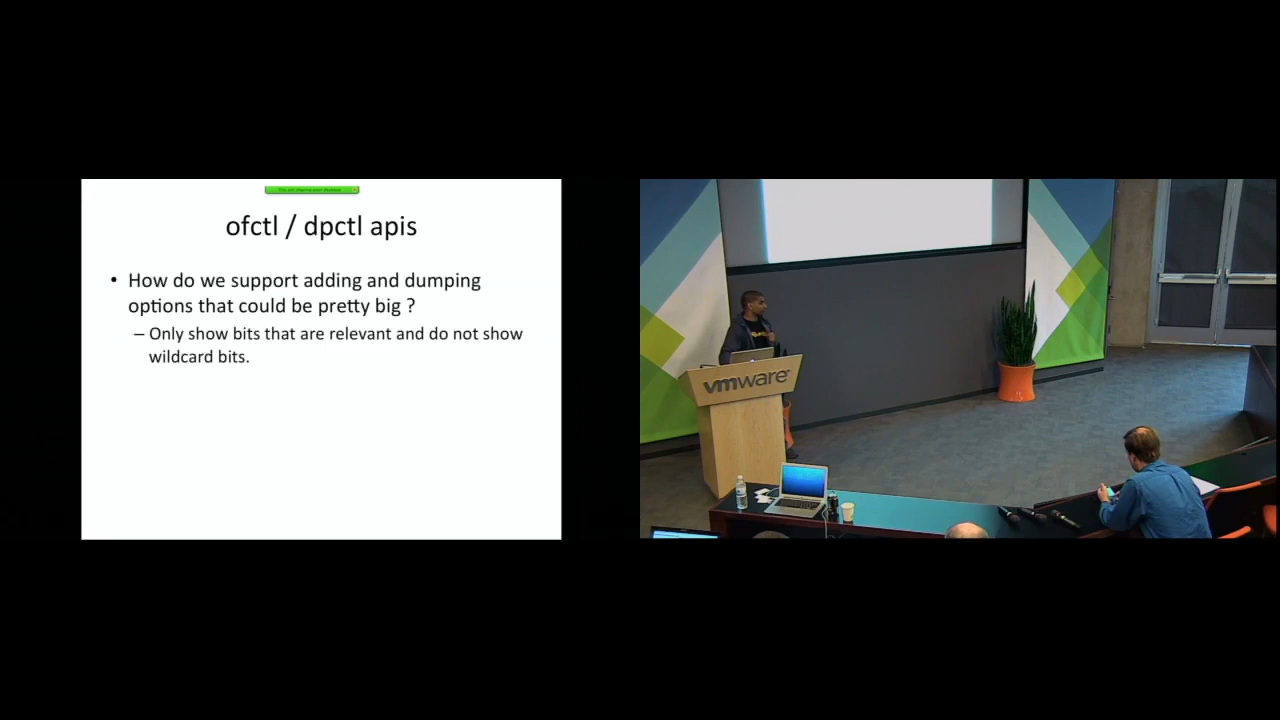 ofctl / dpctl apis
• How do we support adding and dumping
options that could be pretty big ?
– Only show bits that are relevant and do not show
wildcard bits.
vmware